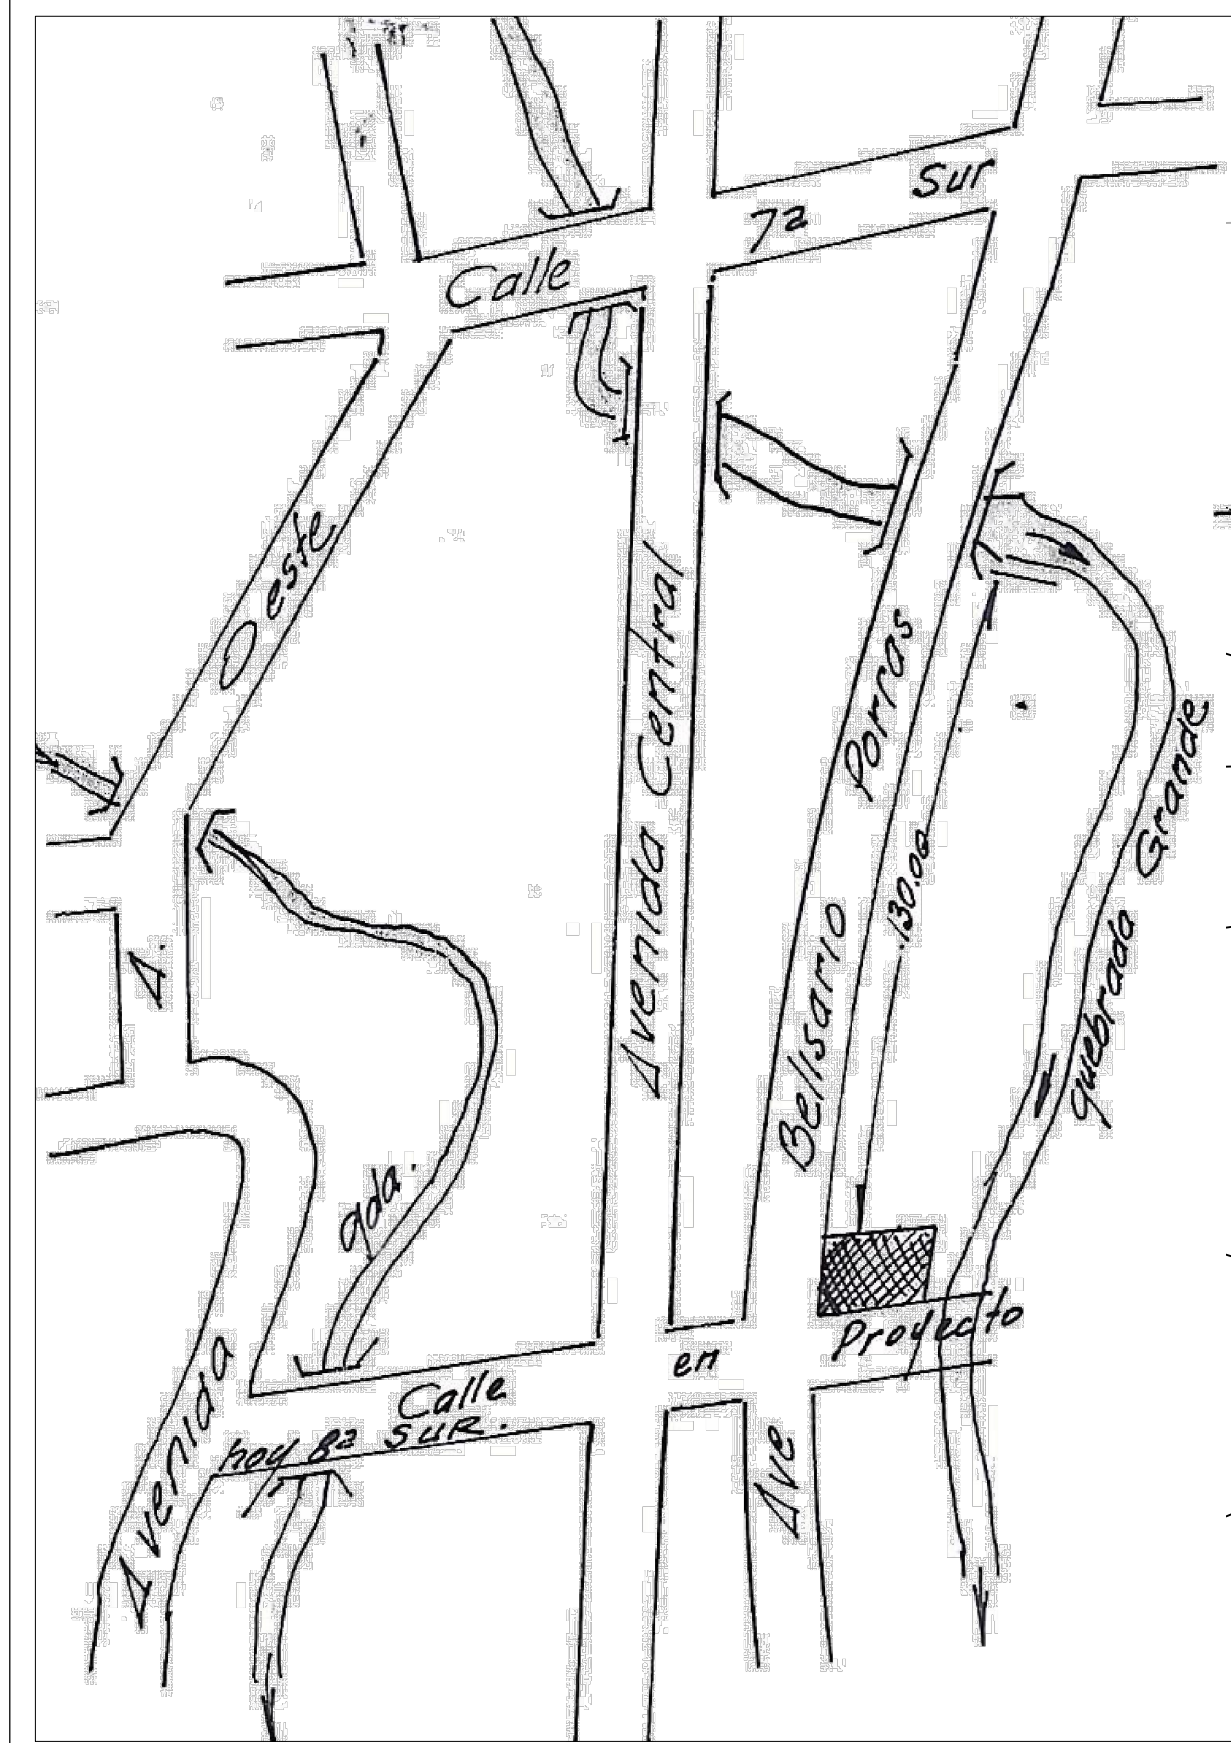 Sur
7a
Calle
Oeste
Avenida Central
Porras
Grande
130.00
A.
Belisario
quebrada
qda.
Proyecto
en
Calle
hoy 8a SUR.
Avenida
Ave